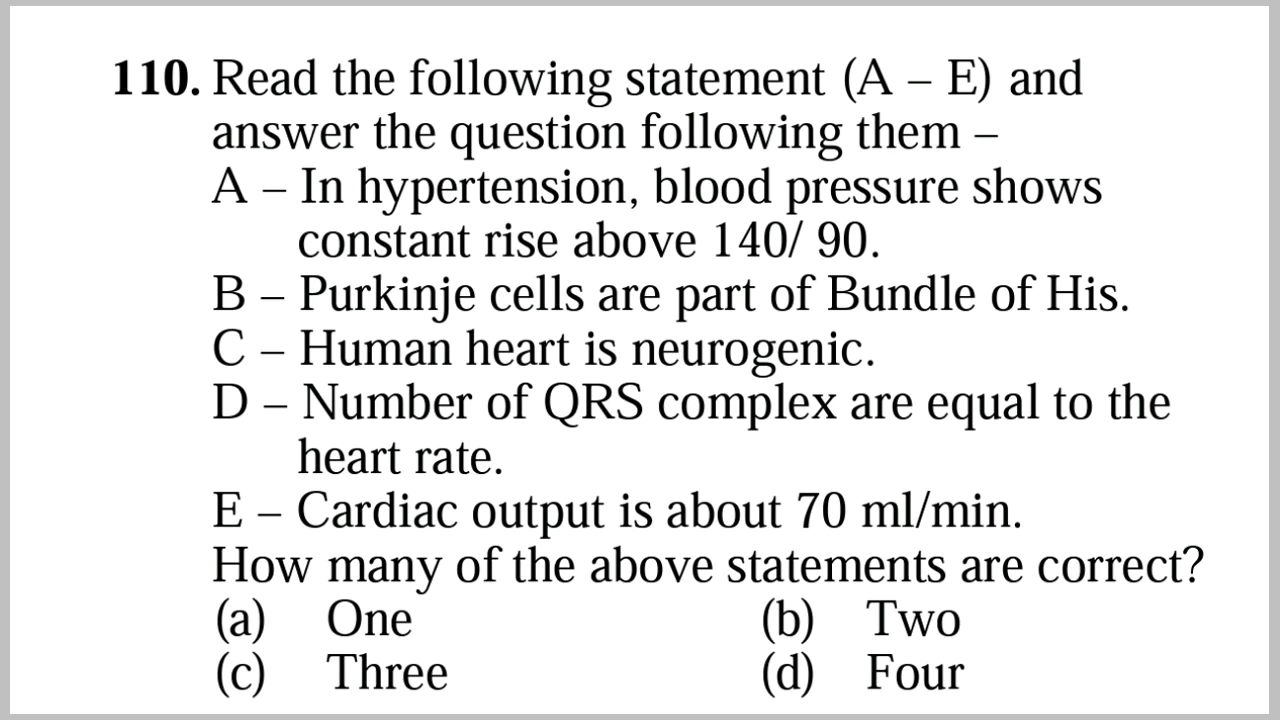 110. Read the following statement (A – E) and
answer the question following them –
A – In hypertension, blood pressure shows
constant rise above 140/ 90.
B – Purkinje cells are part of Bundle of His.
C – Human heart is neurogenic.
D – Number of QRS complex are equal to the
heart rate.
E – Cardiac output is about 70 ml/min.
How many of the above statements are correct?
(a) One (b) Two
(c) Three (d) Four